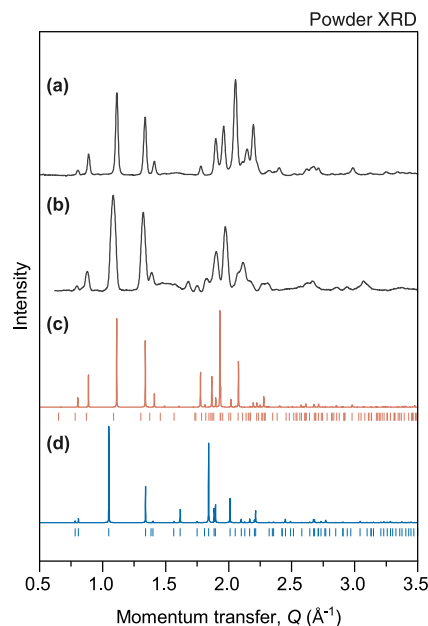 Powder XRD
(a)
(b)
(c)
(d)
Intensity
0.5 1.0 1.5 2.0 2.5 3.0 3.5
Momentum transfer, Q (Å⁻¹)